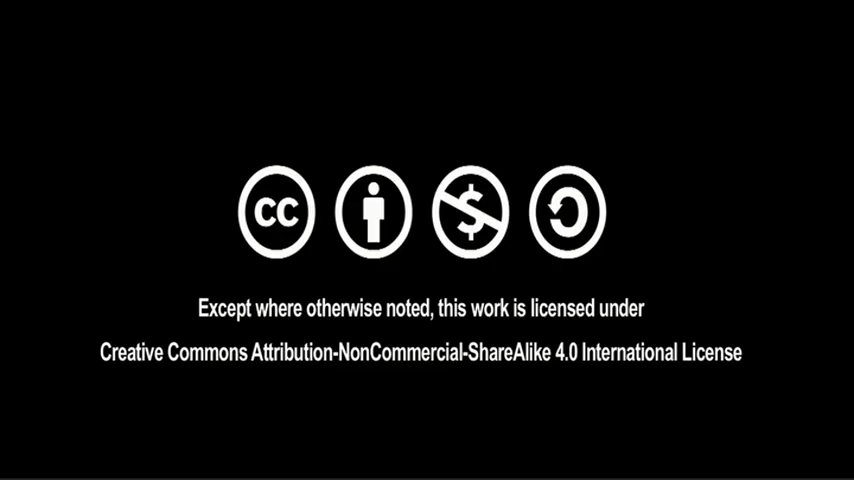 cc
$
Except where otherwise noted, this work is licensed under
Creative Commons Attribution-NonCommercial-ShareAlike 4.0 International License